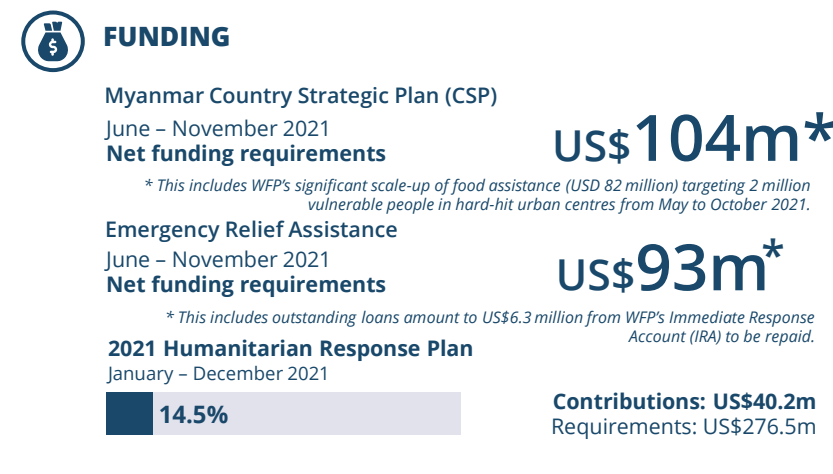 FUNDING
Myanmar Country Strategic Plan (CSP)
June – November 2021
Net funding requirements
US$104m*
* This includes WFP's significant scale-up of food assistance (USD 82 million) targeting 2 million
vulnerable people in hard-hit urban centres from May to October 2021.
Emergency Relief Assistance
June – November 2021
Net funding requirements
US$93m*
* This includes outstanding loans amount to US$6.3 million from WFP's Immediate Response
Account (IRA) to be repaid.
2021 Humanitarian Response Plan
January – December 2021
14.5%
Contributions: US$40.2m
Requirements: US$276.5m